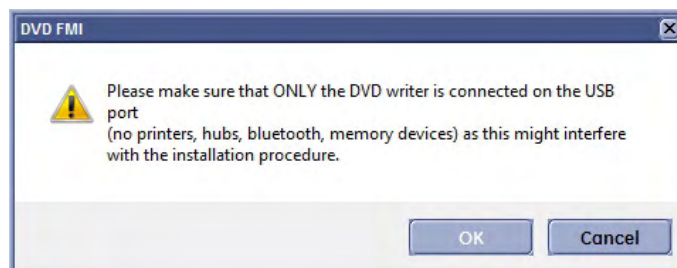 DVD FMI
Please make sure that ONLY the DVD writer is connected on the USB
port
(no printers, hubs, bluetooth, memory devices) as this might interfere
with the installation procedure.
OK
Cancel